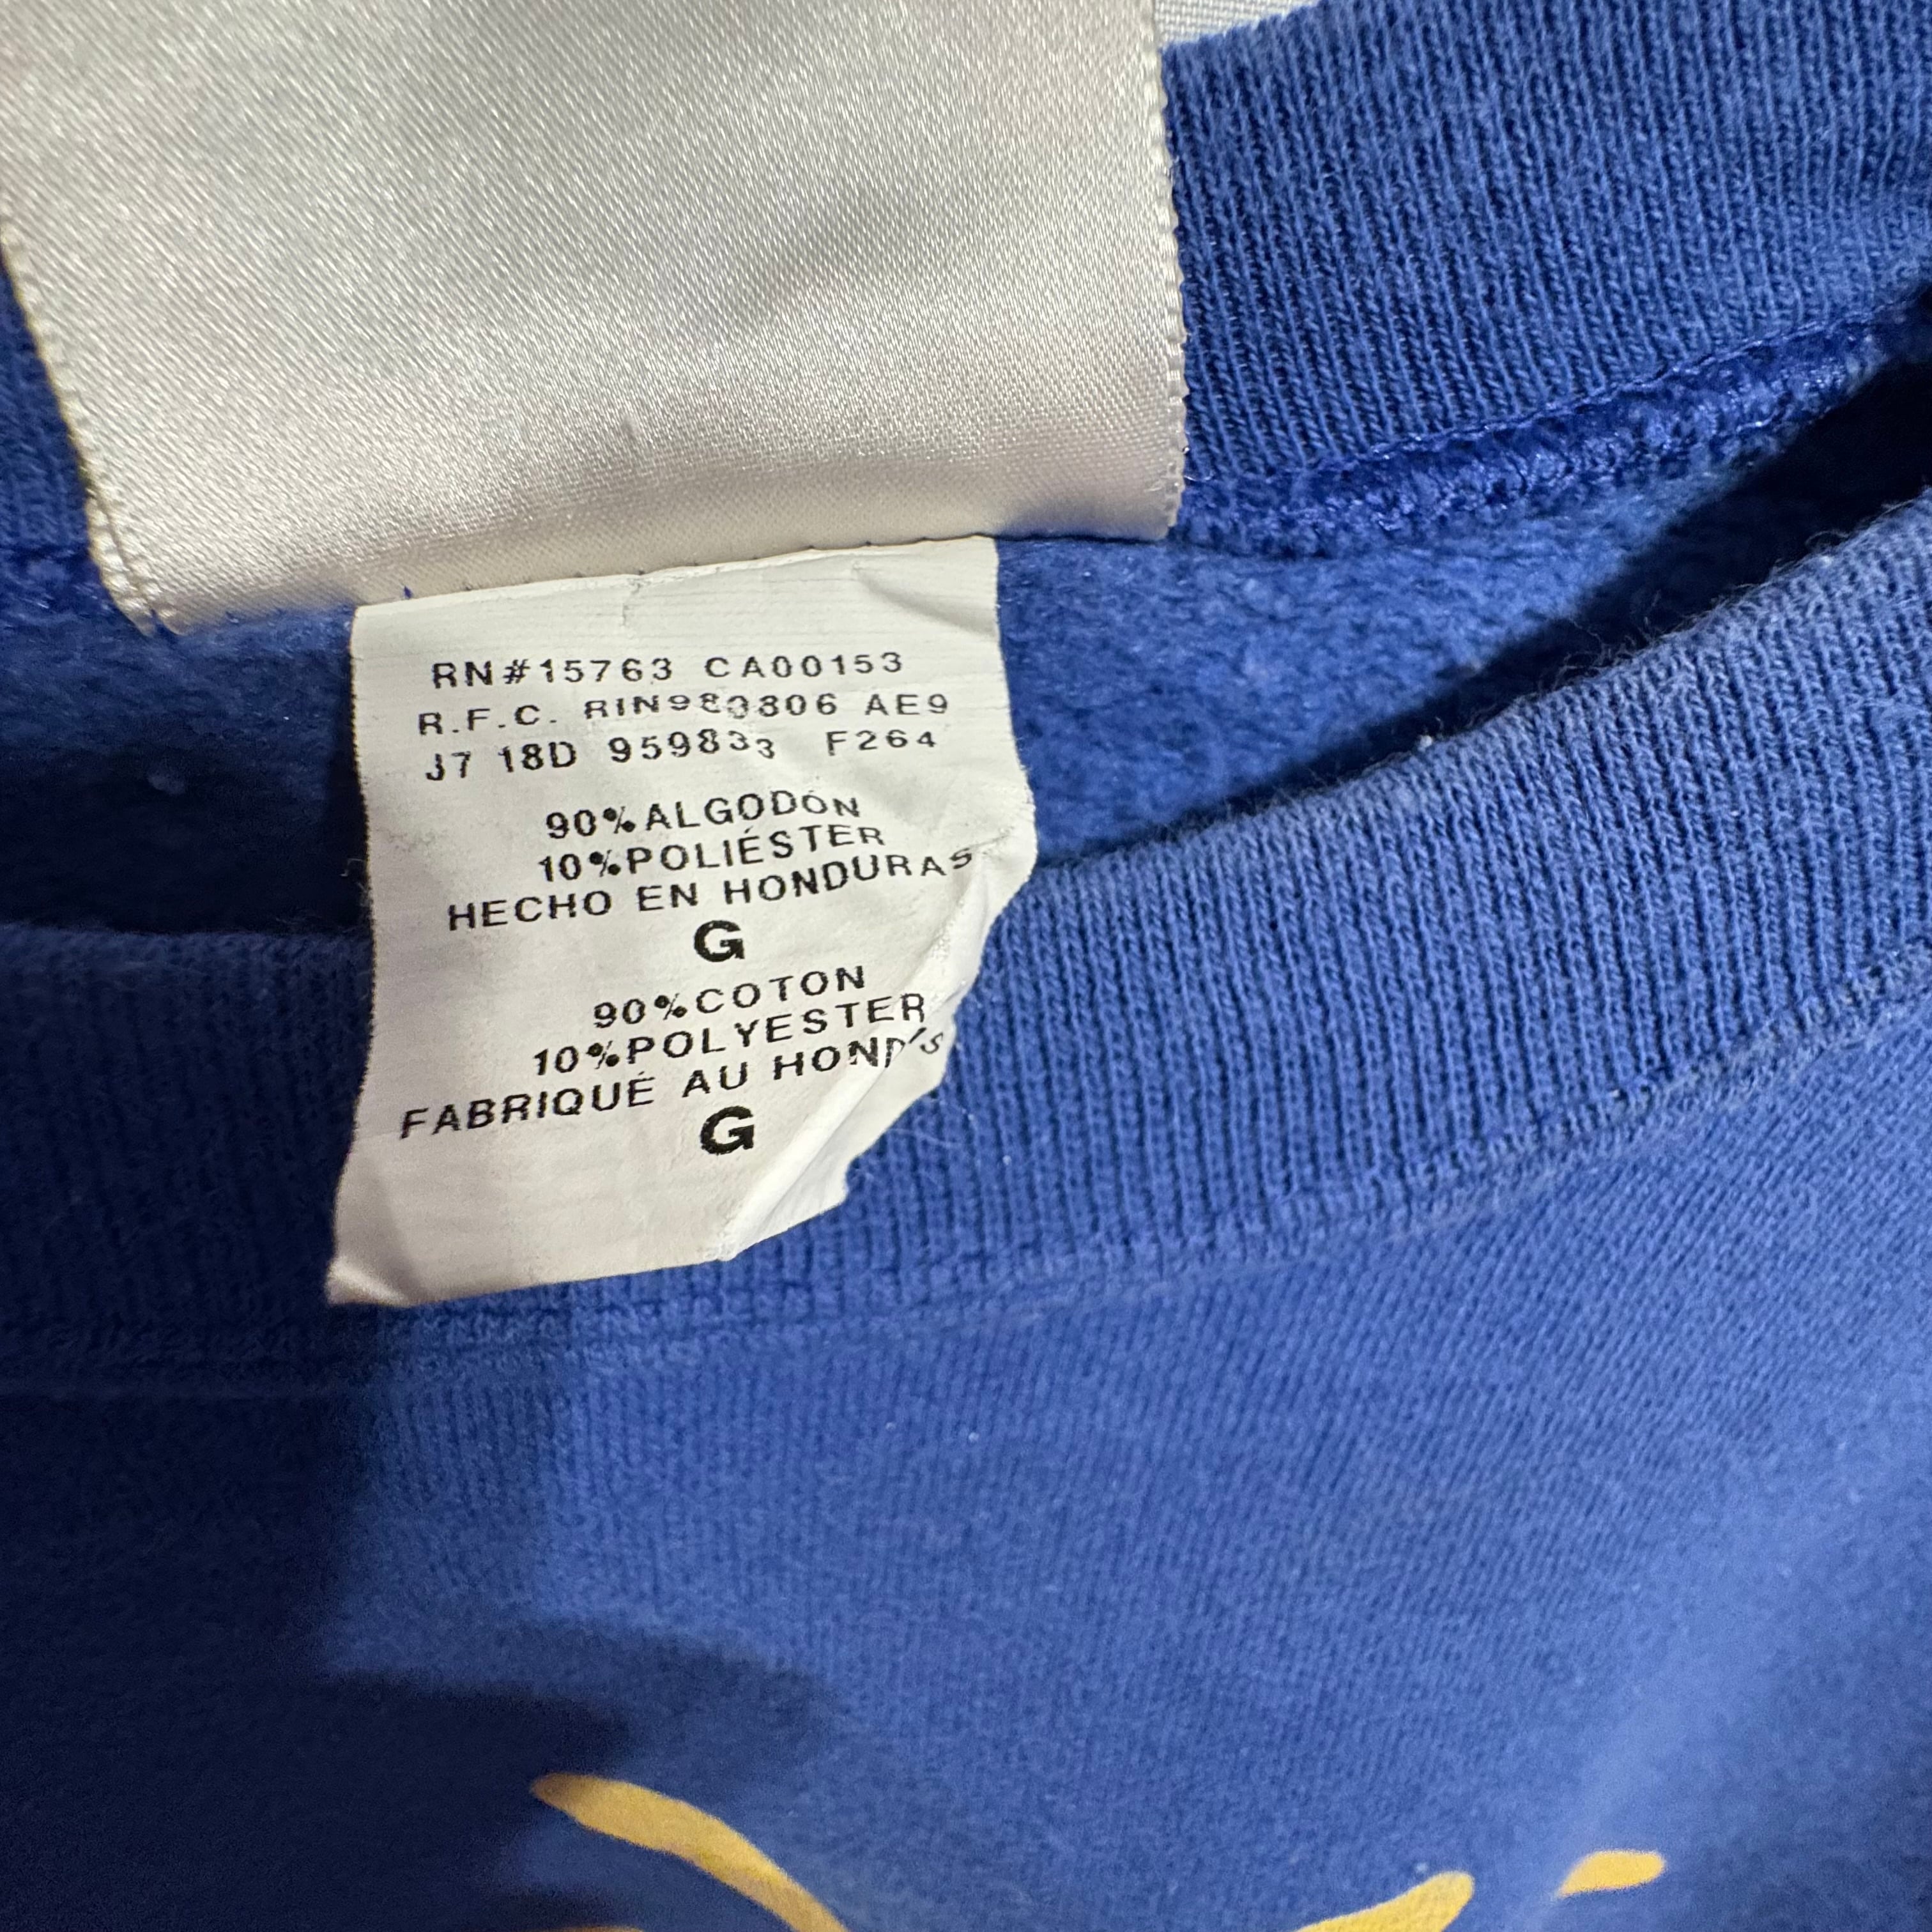 RN#15763 CA00153
R.F.C. RIN980806 AE9
J7 18D 959833 F264
90%ALGODÓN
10%POLIÉSTER
HECHO EN HONDURAS
G
90%COTON
10%POLYESTER
FABRIQUÉ AU
G